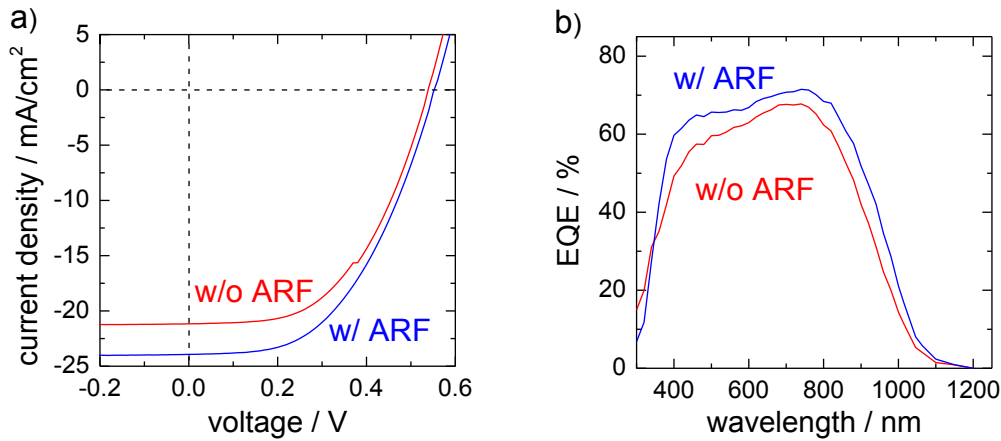 a)
current density / mA/cm²
5
0
-5
-10
-15
-20
-25
w/o ARF
w/ ARF
-0.2
0.0
0.2
0.4
0.6
voltage / V
b)
EQE / %
80
60
40
20
0
w/ ARF
w/o ARF
400
600
800
1000
1200
wavelength / nm